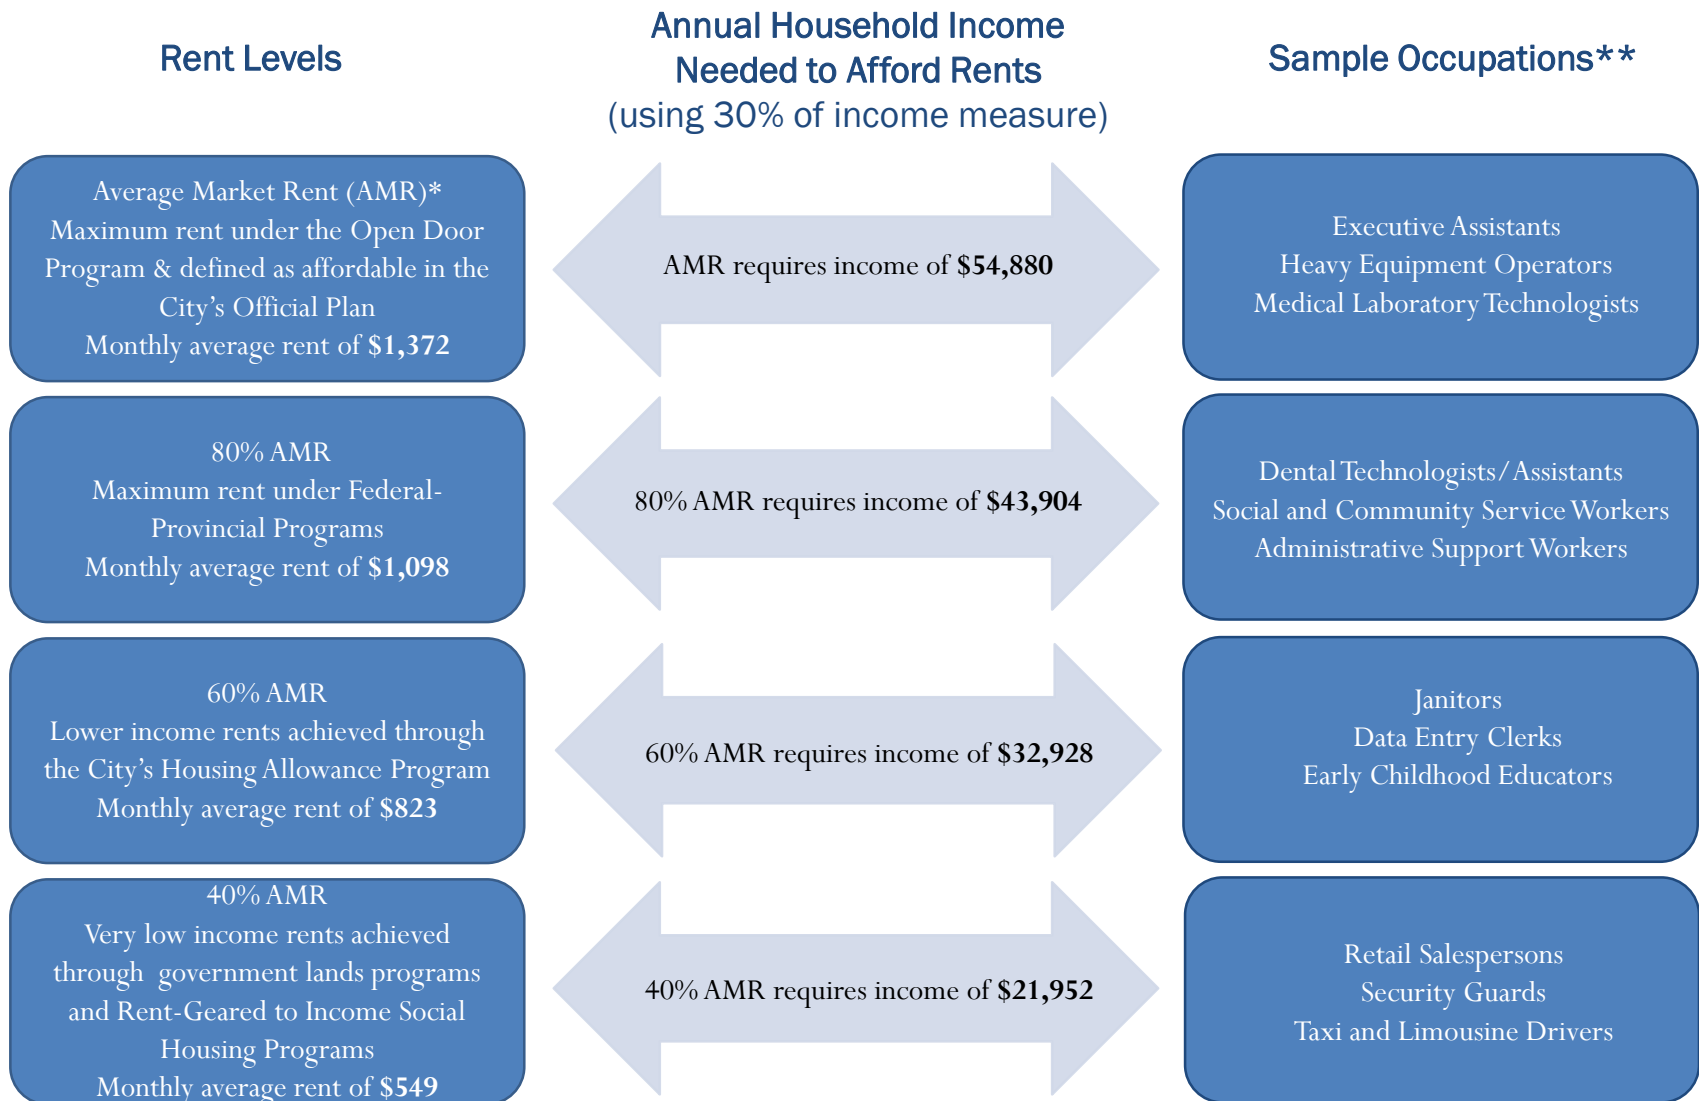 Rent Levels
Annual Household Income
Needed to Afford Rents
(using 30% of income measure)
Sample Occupations**
Average Market Rent (AMR)*
Maximum rent under the Open Door
Program & defined as affordable in the
City's Official Plan
Monthly average rent of $1,372
AMR requires income of $54,880
Executive Assistants
Heavy Equipment Operators
Medical Laboratory Technologists
80% AMR
Maximum rent under Federal-
Provincial Programs
Monthly average rent of $1,098
80% AMR requires income of $43,904
Dental Technologists/Assistants
Social and Community Service Workers
Administrative Support Workers
60% AMR
Lower income rents achieved through
the City's Housing Allowance Program
Monthly average rent of $823
60% AMR requires income of $32,928
Janitors
Data Entry Clerks
Early Childhood Educators
40% AMR
Very low income rents achieved
through government lands programs
and Rent-Geared to Income Social
Housing Programs
Monthly average rent of $549
40% AMR requires income of $21,952
Retail Salespersons
Security Guards
Taxi and Limousine Drivers